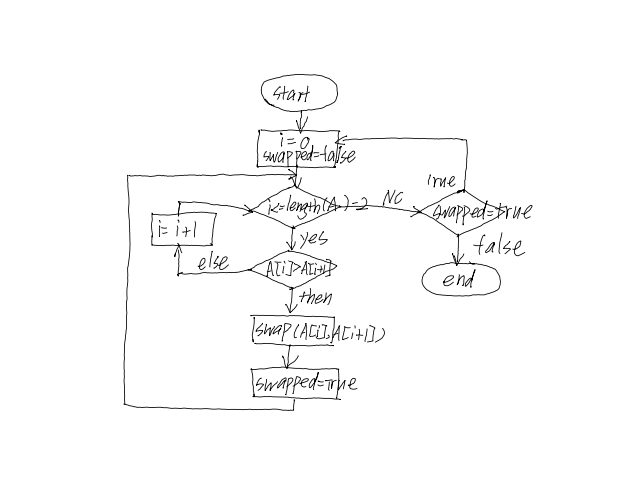 start
i=0
swapped=false
i<=length(A)-2
NO
True
swapped=true
i=i+1
yes
false
else
A[i]>A[i+1]
end
then
swap(A[i],A[i+1])
swapped=True